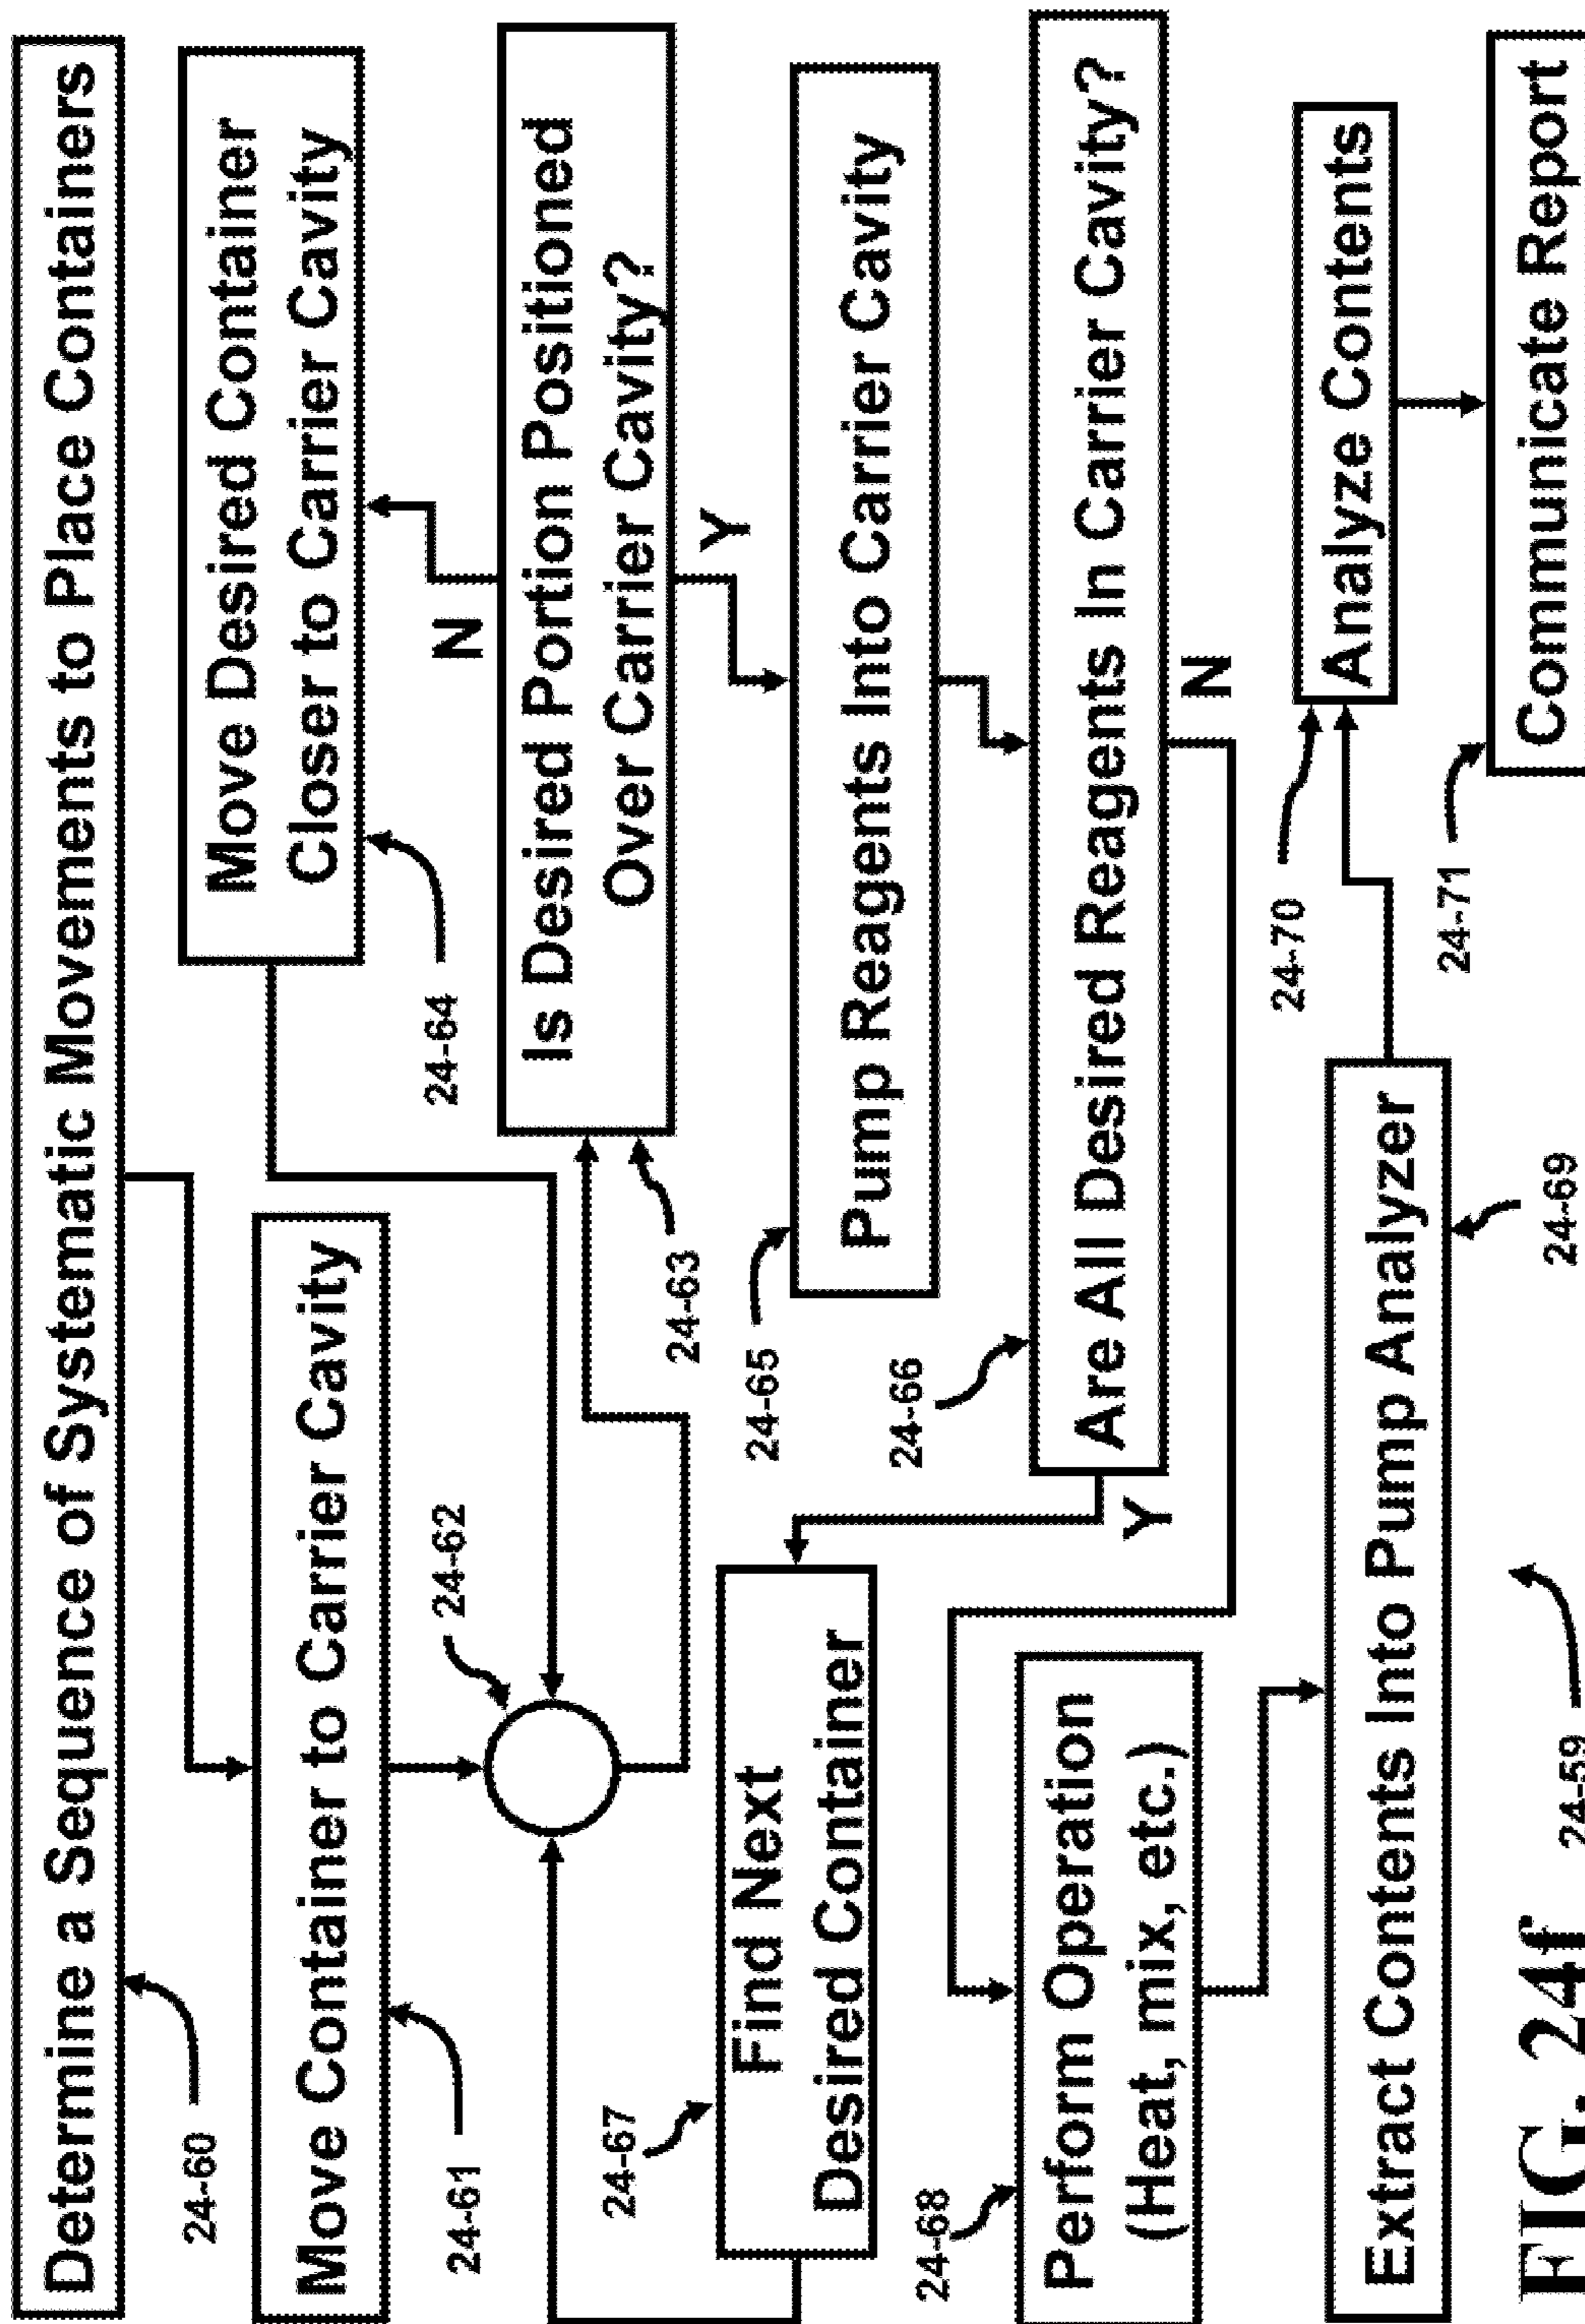 Determine a Sequence of Systematic Movements to Place Containers
24-60
Move Container to Carrier Cavity
24-61
24-62
Move Desired Container
Closer to Carrier Cavity
24-64
N
Is Desired Portion Positioned
Over Carrier Cavity?
24-63
Y
24-65
Pump Reagents Into Carrier Cavity
24-66
Are All Desired Reagents In Carrier Cavity?
Y
N
24-67
Find Next
Desired Container
24-68
Perform Operation
(Heat, mix, etc.)
Extract Contents Into Pump Analyzer
24-69
24-70
Analyze Contents
24-71
Communicate Report
24-59
FIG. 24f